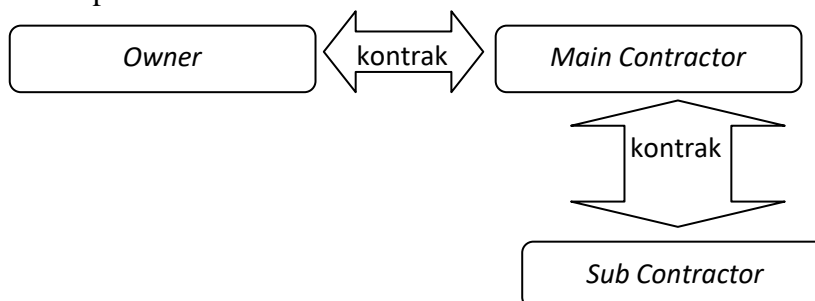 Owner
kontrak
Main Contractor
kontrak
Sub Contractor